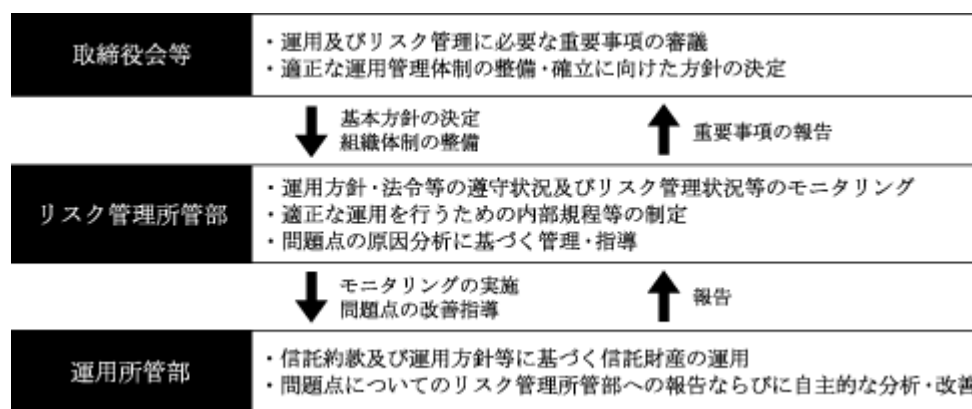 取締役会等
・運用及びリスク管理に必要な重要事項の審議
・適正な運用管理体制の整備・確立に向けた方針の決定
基本方針の決定
組織体制の整備
重要事項の報告
リスク管理所管部
・運用方針・法令等の遵守状況及びリスク管理状況等のモニタリング
・適正な運用を行うための内部規程等の制定
・問題点の原因分析に基づく管理・指導
モニタリングの実施
問題点の改善指導
報告
運用所管部
・信託約款及び運用方針等に基づく信託財産の運用
・問題点についてのリスク管理所管部への報告ならびに自主的な分析・改善